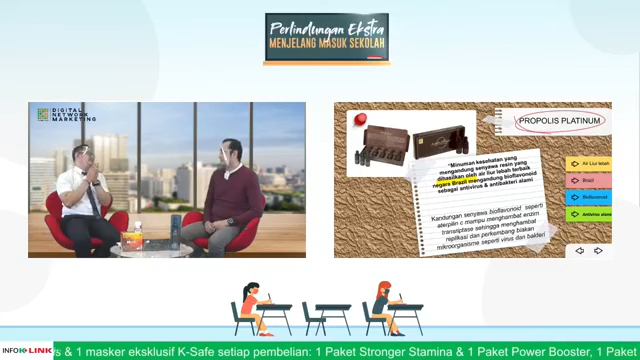 Perlindungan Ekstra
MENJELANG MASUK SEKOLAH
DIGITAL
NETWORK
MARKETING
PROPOLIS PLATINUM
"Minuman kesehatan yang
mengandung senyawa resin yang
dihasilkan oleh air liur lebah terbaik
negara Brazil mengandung bioflavonoid
sebagai antivirus & antibakteri alami
Kandungan senyawa bioflavonoid seperti
aterpilin c mampu menghambat enzim
transtiptase sehingga menghambat
replikasi dan perkembang biakan
mikroorganisme seperti virus dan bakteri
Air Liur lebah
Brazil
Bioflavonoid
Antivirus alami
INFO K-LINK
's & 1 masker eksklusif K-Safe setiap pembelian: 1 Paket Stronger Stamina & 1 Paket Power Booster, 1 Paket